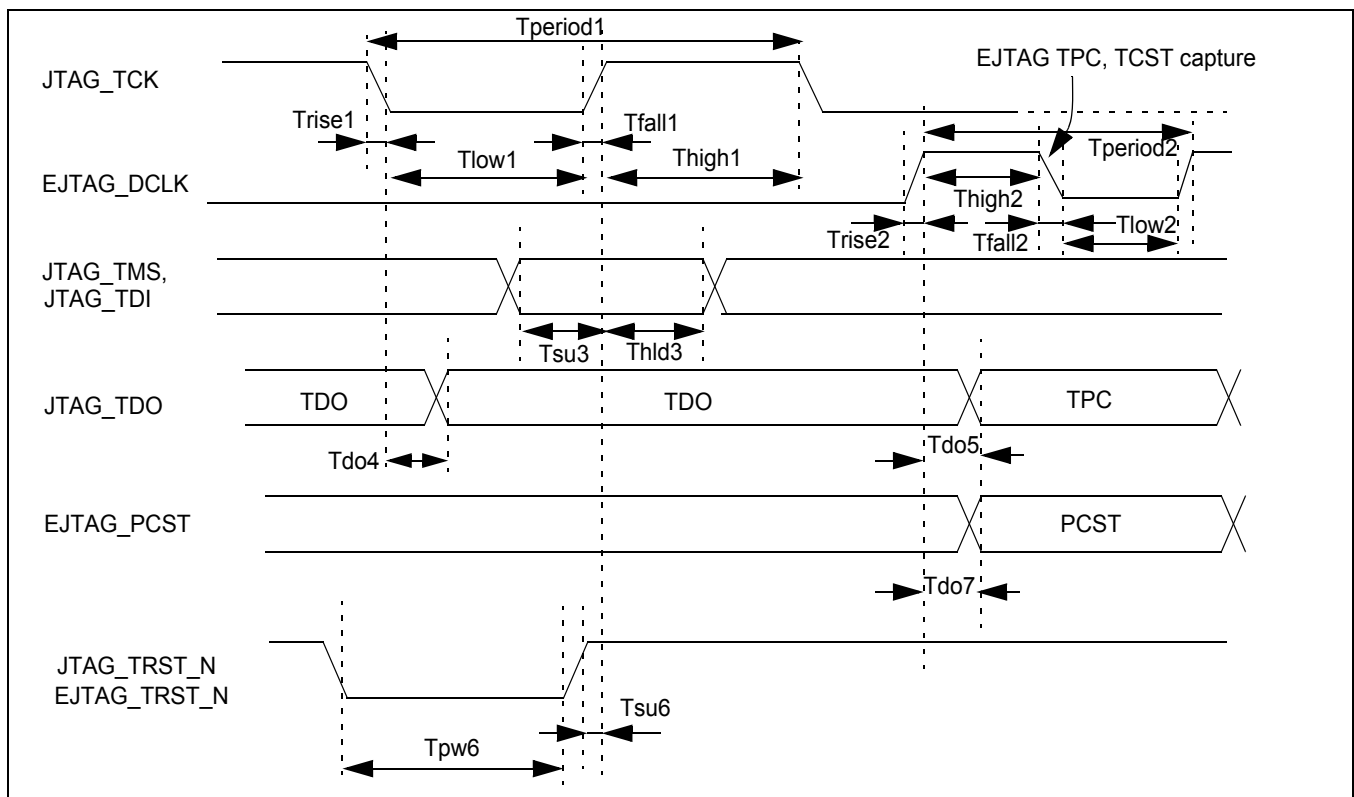 Tperiod1
EJTAG TPC, TCST capture
JTAG_TCK
Trise1
Tfall1
Tperiod2
Tlow1
Thigh1
EJTAG_DCLK
Thigh2
Trise2
Tfall2
Tlow2
JTAG_TMS,
JTAG_TDI
Tsu3
Thld3
JTAG_TDO
TDO
TDO
TPC
Tdo4
Tdo5
EJTAG_PCST
PCST
Tdo7
JTAG_TRST_N
EJTAG_TRST_N
Tsu6
Tpw6